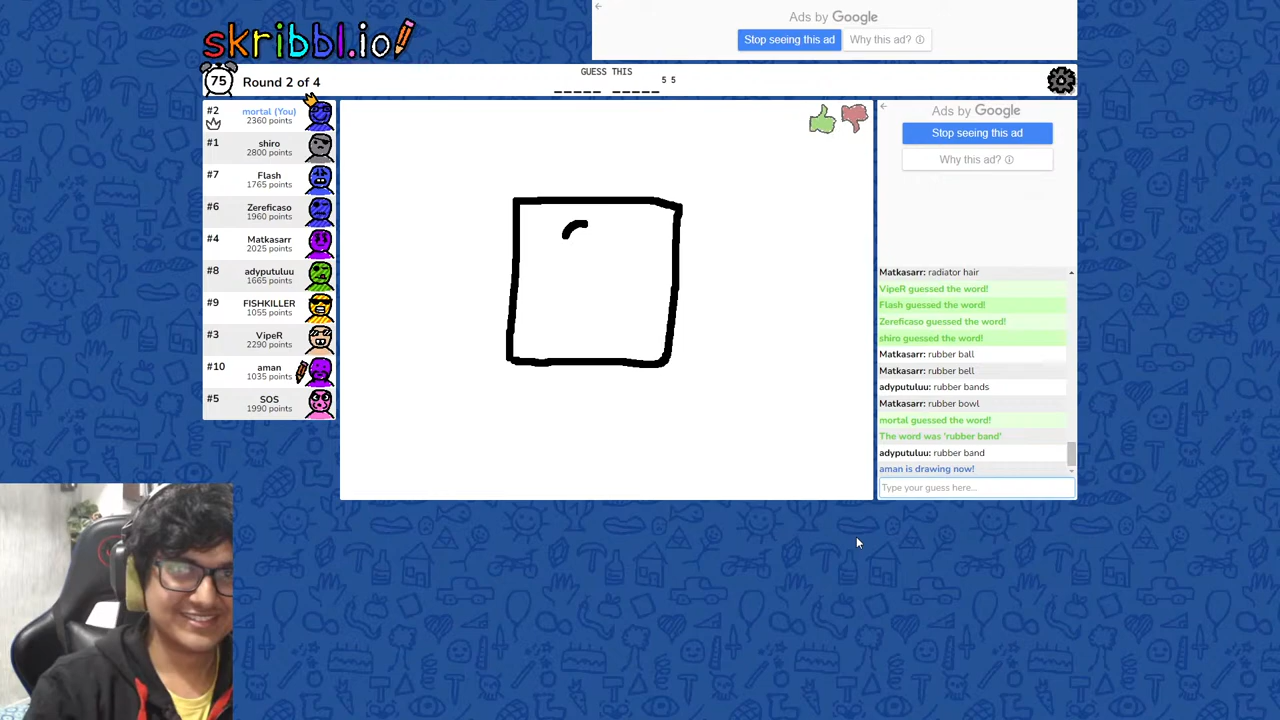 skribbl.io
Ads by Google
Stop seeing this ad
Why this ad?
75
Round 2 of 4
GUESS THIS
_____ _____ 5 5
#2 mortal (You)
2360 points
#1 shiro
2800 points
#7 Flash
1765 points
#6 Zereficaso
1960 points
#4 Matkasarr
2025 points
#8 adyputuluu
1665 points
#9 FISHKILLER
1055 points
#3 VipeR
2290 points
#10 aman
1035 points
#5 SOS
1990 points
Ads by Google
Stop seeing this ad
Why this ad?
Matkasarr: radiator hair
VipeR guessed the word!
Flash guessed the word!
Zereficaso guessed the word!
shiro guessed the word!
Matkasarr: rubber ball
Matkasarr: rubber bell
adyputuluu: rubber bands
Matkasarr: rubber bowl
mortal guessed the word!
The word was 'rubber band'
adyputuluu: rubber band
aman is drawing now!
Type your guess here...